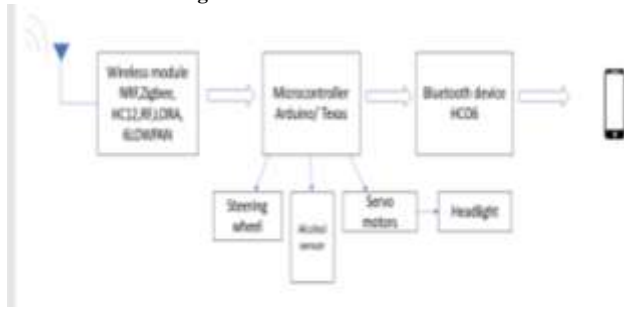 Wireless module
NRF,Zigbee,
HC12,RF,LORA,
6LOWPAN
Microcontroller
Arduino/ Texas
Bluetooth device
HC06
Steering
wheel
Alcohol
sensor
Servo
motors
Headlight